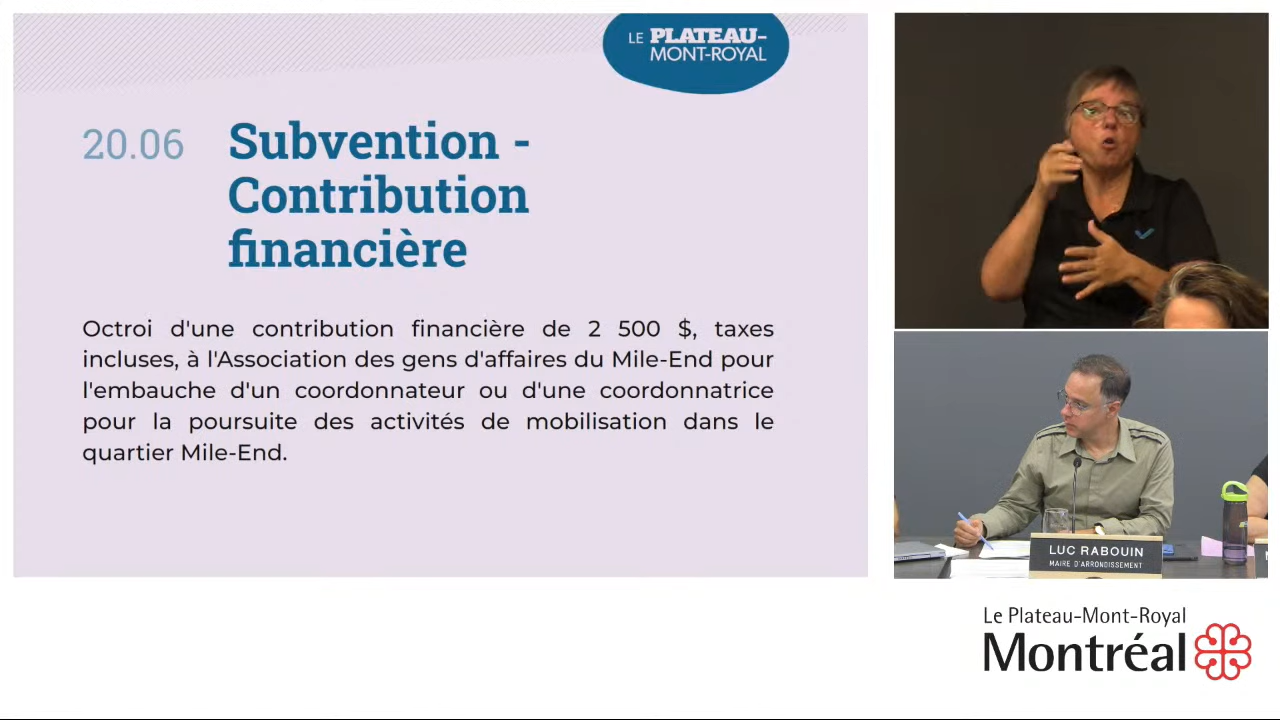 LE PLATEAU-
MONT-ROYAL
20.06 Subvention -
Contribution
financière
Octroi d'une contribution financière de 2 500 $, taxes
incluses, à l'Association des gens d'affaires du Mile-End pour
l'embauche d'un coordonnateur ou d'une coordonnatrice
pour la poursuite des activités de mobilisation dans le
quartier Mile-End.
LUC RABOUIN
MAIRE D'ARRONDISSEMENT
Le Plateau-Mont-Royal
Montréal